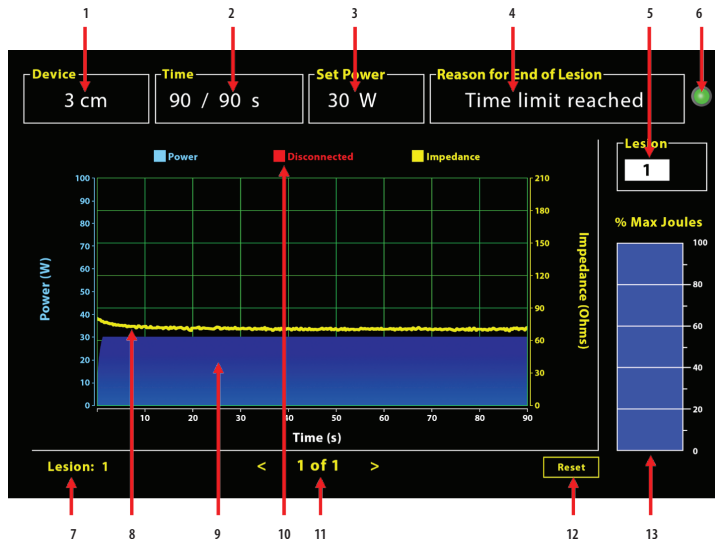 1 2 3 4 5 6
Device Time Set Power Reason for End of Lesion
3 cm 90 / 90 s 30 W Time limit reached
Lesion
1
Power Disconnected Impedance
% Max Joules
100
90
80
70
60
50
40
30
20
10
0
Power (W)
210
180
150
120
90
60
30
0
Impedance (Ohms)
10 20 30 40 50 60 70 80 90
Time (s)
100
80
60
40
20
0
Lesion: 1 < 1 of 1 > Reset
7 8 9 10 11 12 13